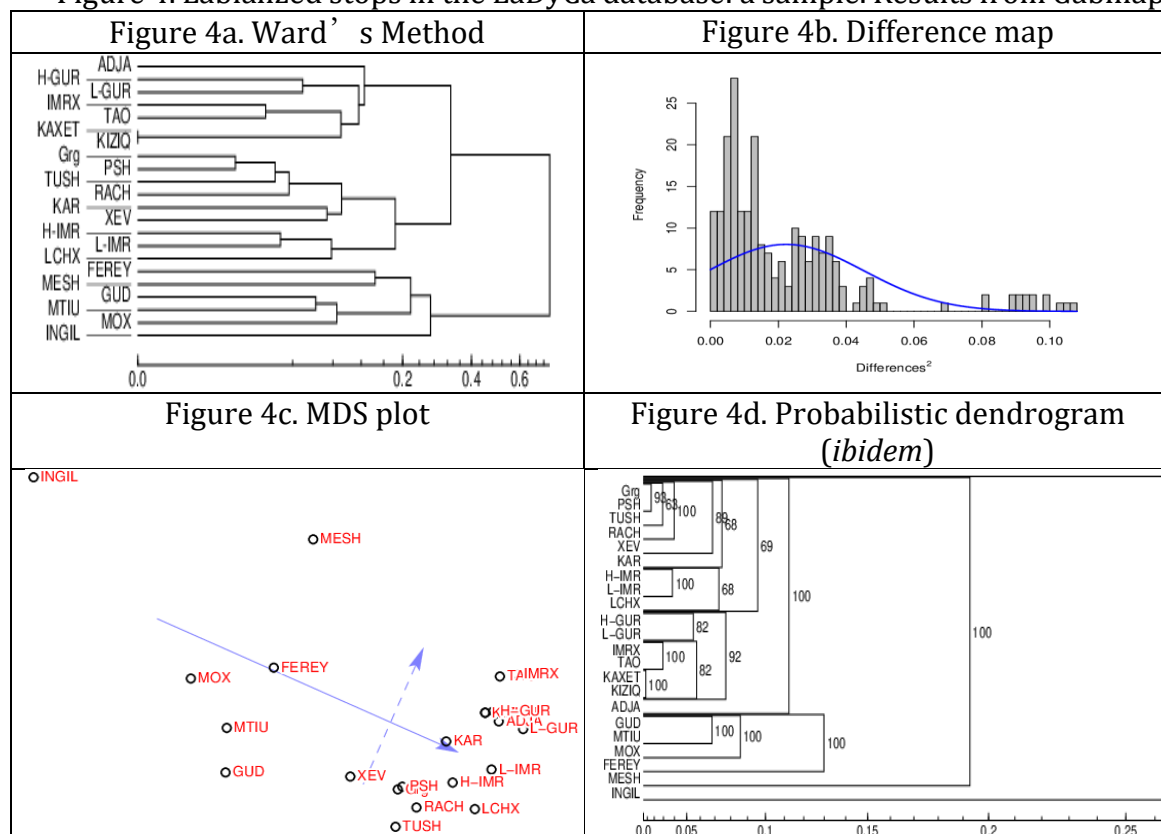 Figure 4a. Ward's Method
Figure 4b. Difference map
ADJA
H-GUR
L-GUR
IMRX
TAO
KAXET
KIZIQ
Grg
PSH
TUSH
RACH
KAR
XEV
H-IMR
L-IMR
LCHX
FEREY
MESH
GUD
MTIU
MOX
INGIL
0.0 0.2 0.4 0.6
Frequency
0 5 10 15 20 25
0.00 0.02 0.04 0.06 0.08 0.10
Differences²
Figure 4c. MDS plot
Figure 4d. Probabilistic dendrogram
(ibidem)
INGIL
MESH
FEREY
MOX
MTIU
GUD
IMRX
H-GUR
ADJA
L-GUR
KAR
XEV
L-IMR
PSH
H-IMR
RACH
LCHX
TUSH
Grg
PSH
TUSH
RACH
XEV
KAR
H-IMR
L-IMR
LCHX
H-GUR
L-GUR
IMRX
TAO
KAXET
KIZIQ
ADJA
GUD
MTIU
MOX
FEREY
MESH
INGIL
93 63 100 89 68
69
100 68
100
82
92
100 82
100
100
100 100
100
0.0 0.05 0.1 0.15 0.2 0.25